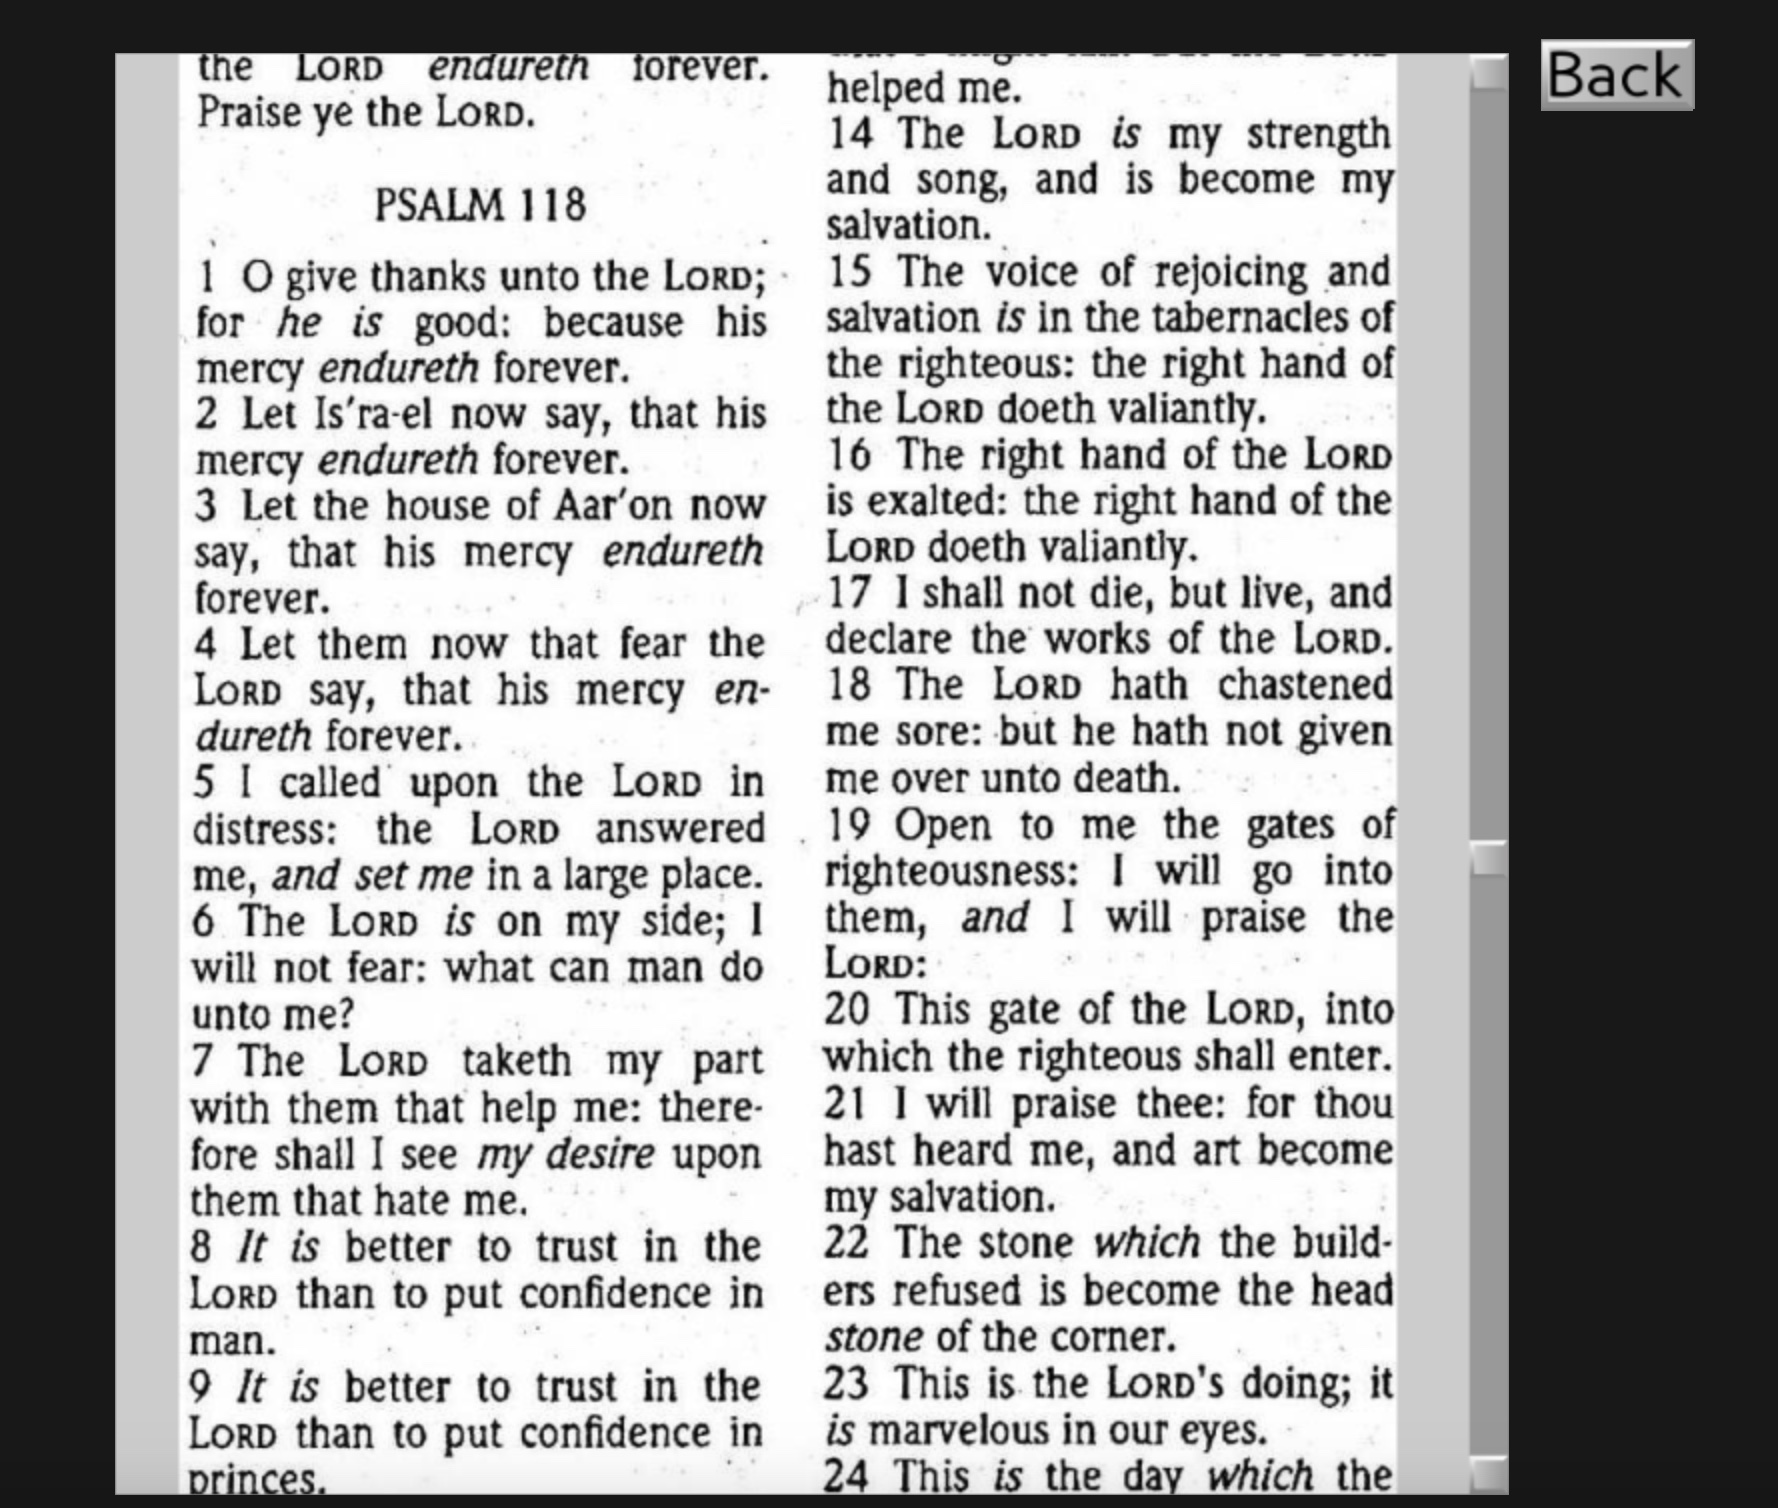 the LORD endureth forever.
Praise ye the LORD.
PSALM 118
1 O give thanks unto the LORD;
for he is good: because his
mercy endureth forever.
2 Let Is'ra-el now say, that his
mercy endureth forever.
3 Let the house of Aar'on now
say, that his mercy endureth
forever.
4 Let them now that fear the
LORD say, that his mercy en-
dureth forever.
5 I called upon the LORD in
distress: the LORD answered
me, and set me in a large place.
6 The LORD is on my side; I
will not fear: what can man do
unto me?
7 The LORD taketh my part
with them that help me: there-
fore shall I see my desire upon
them that hate me.
8 It is better to trust in the
LORD than to put confidence in
man.
9 It is better to trust in the
LORD than to put confidence in
princes.
helped me.
14 The LORD is my strength
and song, and is become my
salvation.
15 The voice of rejoicing and
salvation is in the tabernacles of
the righteous: the right hand of
the LORD doeth valiantly.
16 The right hand of the LORD
is exalted: the right hand of the
LORD doeth valiantly.
17 I shall not die, but live, and
declare the works of the LORD.
18 The LORD hath chastened
me sore: but he hath not given
me over unto death.
19 Open to me the gates of
righteousness: I will go into
them, and I will praise the
LORD:
20 This gate of the LORD, into
which the righteous shall enter.
21 I will praise thee: for thou
hast heard me, and art become
my salvation.
22 The stone which the build-
ers refused is become the head
stone of the corner.
23 This is the LORD's doing; it
is marvelous in our eyes.
24 This is the day which the
Back